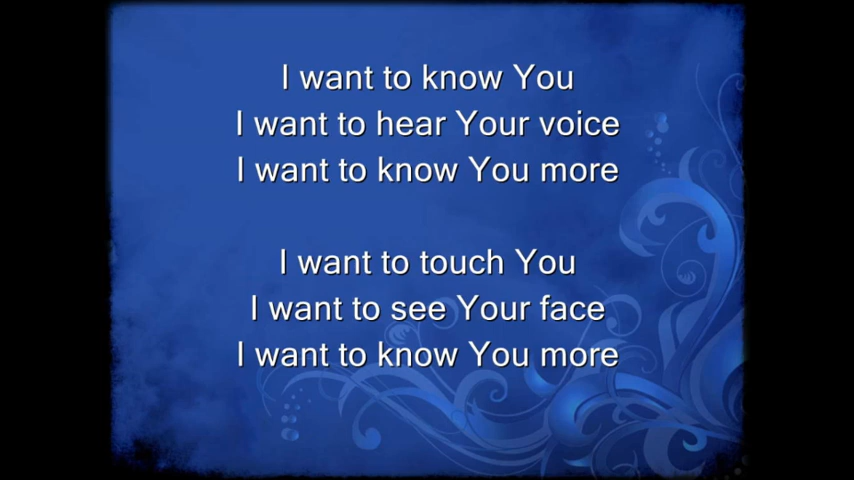 I want to know You
I want to hear Your voice
I want to know You more
I want to touch You
I want to see Your face
I want to know You more